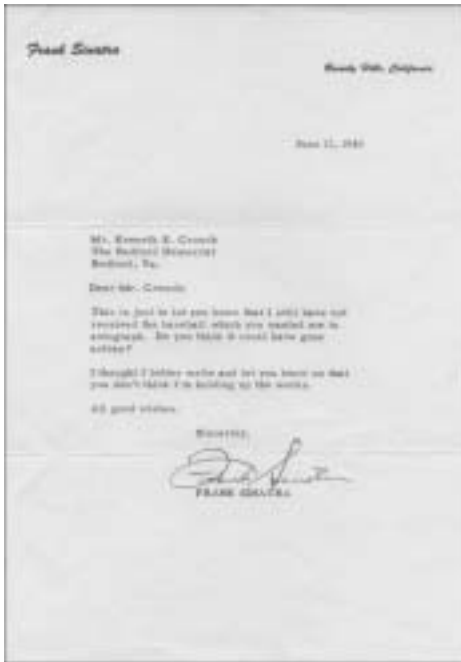 Frank Sinatra
Beverly Hills, California
June
Mr. Kenneth E. Crouch
The Bedford Democrat
Bedford, Va.
Dear Mr. Crouch:
This is just to let you know that I still have not
received the baseball which you wanted me to
autograph. Do you think it could have gone
astray?
I thought I better write and let you know so that
you don't think I'm holding up the works.
All good wishes.
Sincerely,
FRANK SINATRA